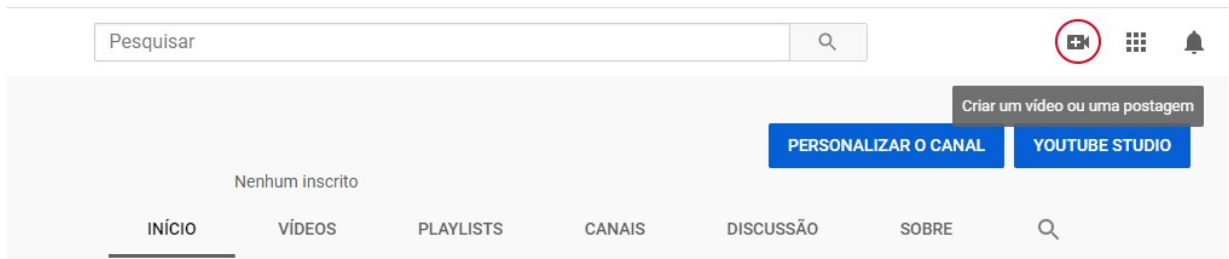 Pesquisar
Criar um vídeo ou uma postagem
PERSONALIZAR O CANAL
YOUTUBE STUDIO
Nenhum inscrito
INÍCIO
VÍDEOS
PLAYLISTS
CANAIS
DISCUSSÃO
SOBRE